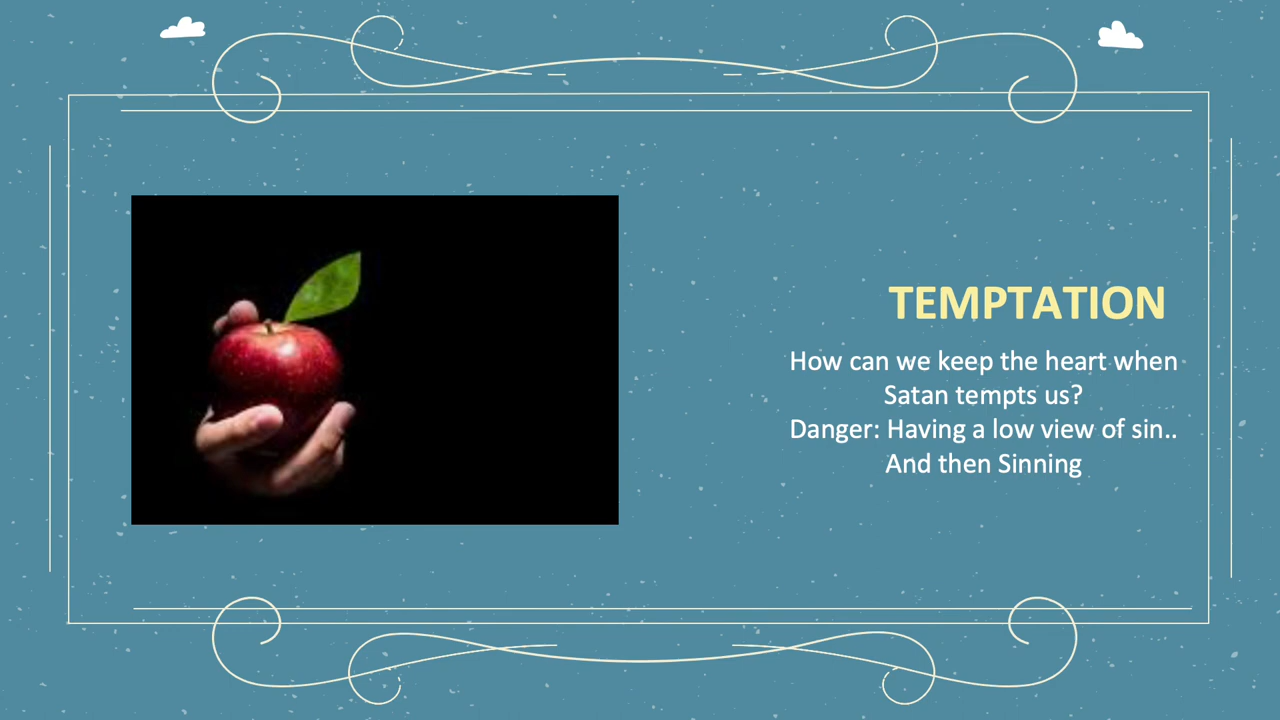 TEMPTATION
How can we keep the heart when
Satan tempts us?
Danger: Having a low view of sin..
And then Sinning